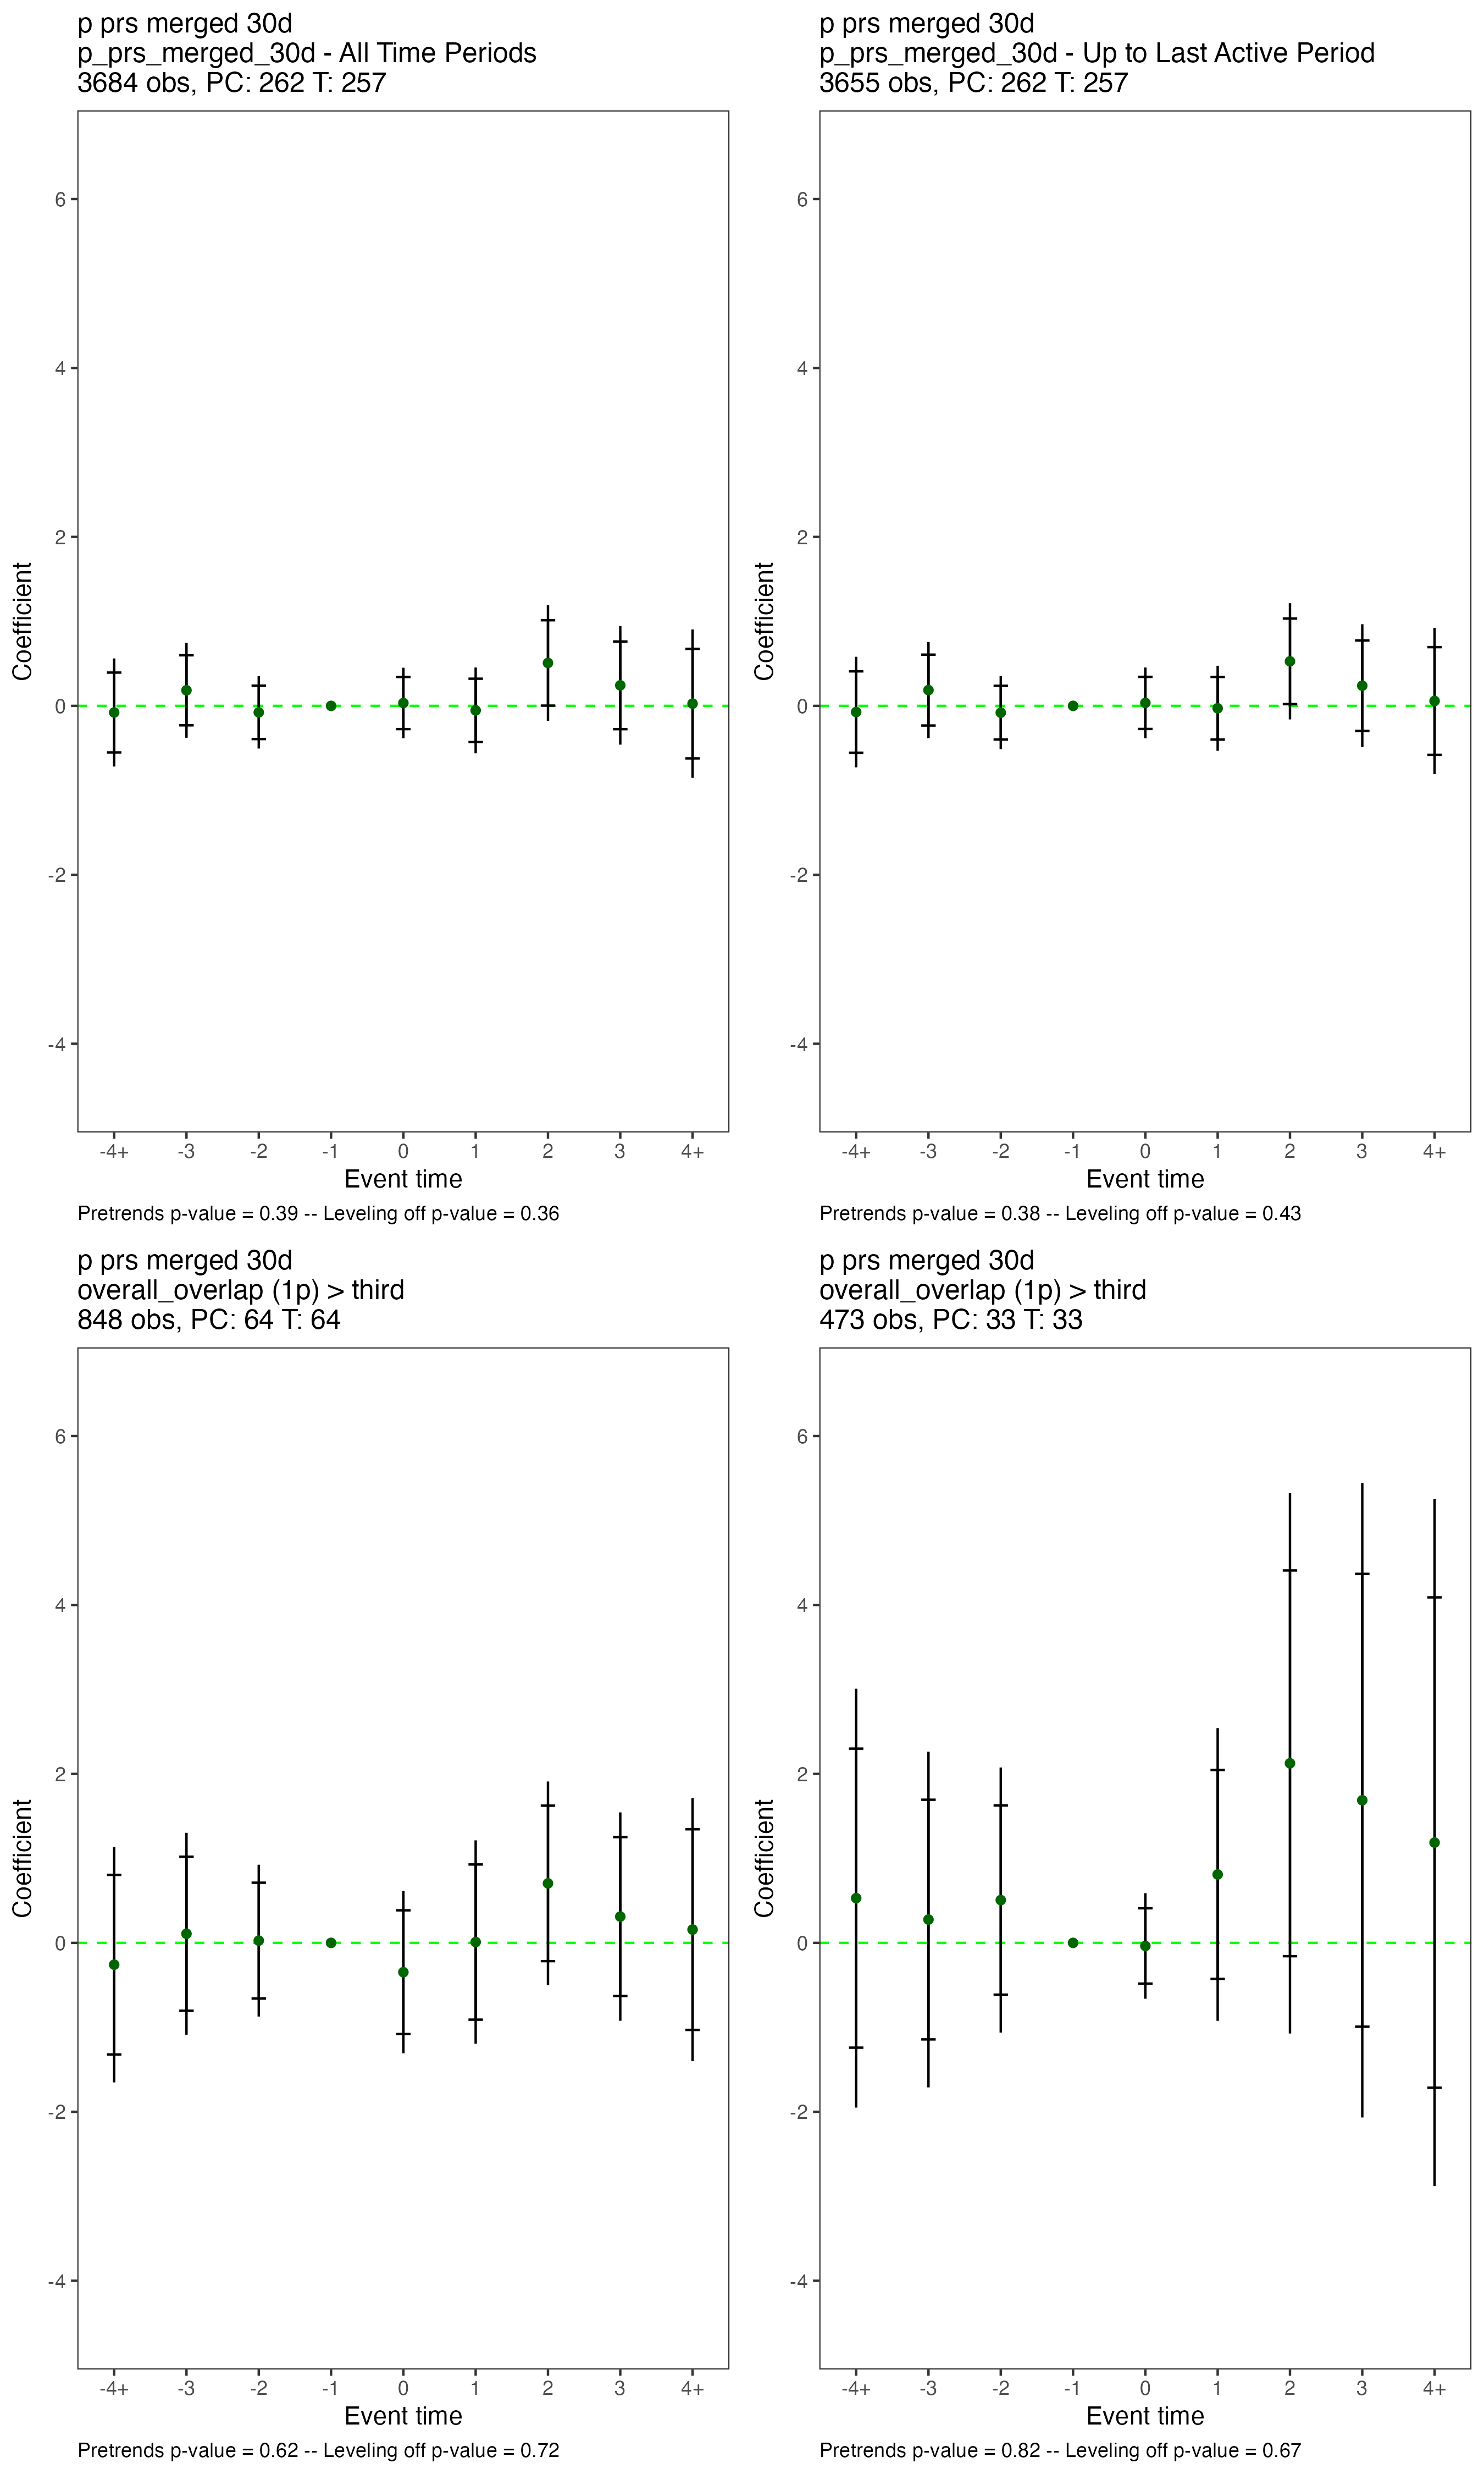 p prs merged 30d
p_prs_merged_30d - All Time Periods
3684 obs, PC: 262 T: 257
6
4
2
0
-2
-4
Coefficient
-4+ -3 -2 -1 0 1 2 3 4+
Event time
Pretrends p-value = 0.39 -- Leveling off p-value = 0.36
p prs merged 30d
p_prs_merged_30d - Up to Last Active Period
3655 obs, PC: 262 T: 257
6
4
2
0
-2
-4
Coefficient
-4+ -3 -2 -1 0 1 2 3 4+
Event time
Pretrends p-value = 0.38 -- Leveling off p-value = 0.43
p prs merged 30d
overall_overlap (1p) > third
848 obs, PC: 64 T: 64
6
4
2
0
-2
-4
Coefficient
-4+ -3 -2 -1 0 1 2 3 4+
Event time
Pretrends p-value = 0.62 -- Leveling off p-value = 0.72
p prs merged 30d
overall_overlap (1p) > third
473 obs, PC: 33 T: 33
6
4
2
0
-2
-4
Coefficient
-4+ -3 -2 -1 0 1 2 3 4+
Event time
Pretrends p-value = 0.82 -- Leveling off p-value = 0.67